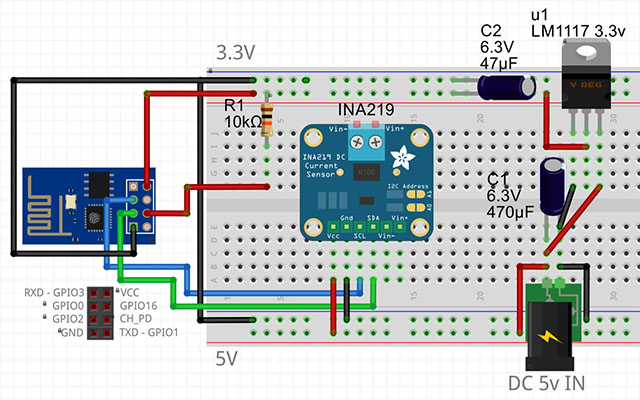 3.3V
C2
6.3V
47µF
u1
LM1117 3.3v
V REG
R1
10kΩ
INA219
Vin-
Vin+
INA219 DC
Current
Sensor
R100
I2C Address
A0 A1
Gnd
SDA
Vin+
Vcc
SCL
Vin-
C1
6.3V
470µF
RXD - GPIO3
VCC
GPIO0
GPIO16
GPIO2
CH_PD
GND
TXD - GPIO1
5V
DC 5v IN